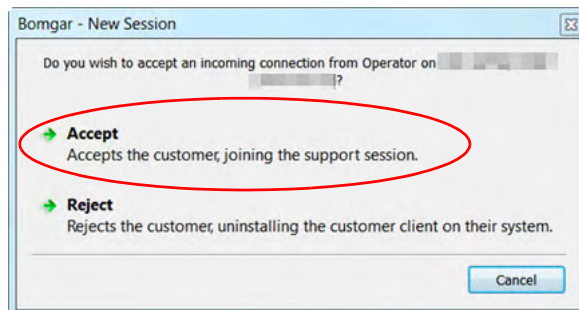 Bomgar - New Session
Do you wish to accept an incoming connection from Operator on
?
Accept
Accepts the customer, joining the support session.
Reject
Rejects the customer, uninstalling the customer client on their system.
Cancel